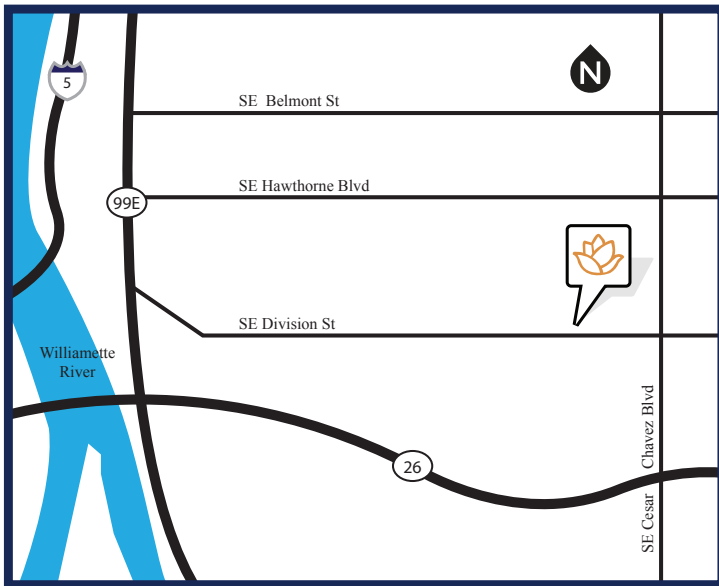 5
N
SE Belmont St
SE Hawthorne Blvd
99E
SE Division St
Williamette
River
26
SE Cesar Chavez Blvd